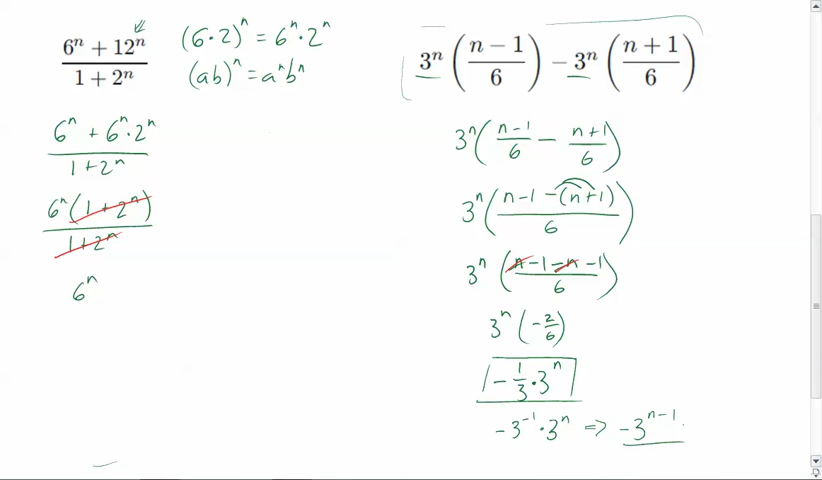 (6^n + 12^n)/(1 + 2^n)
(6·2)^n = 6^n·2^n
(ab)^n = a^n b^n
(6^n + 6^n·2^n)/(1+2^n)
6^n(1+2^n)/(1+2^n)
6^n
3^n((n − 1)/6) − 3^n((n + 1)/6)
3^n((n−1)/6 − (n+1)/6)
3^n((n−1−(n+1))/6)
3^n((n−1−n−1)/6)
3^n(−2/6)
−1/3·3^n
−3^−1·3^n ⇒ −3^(n−1)